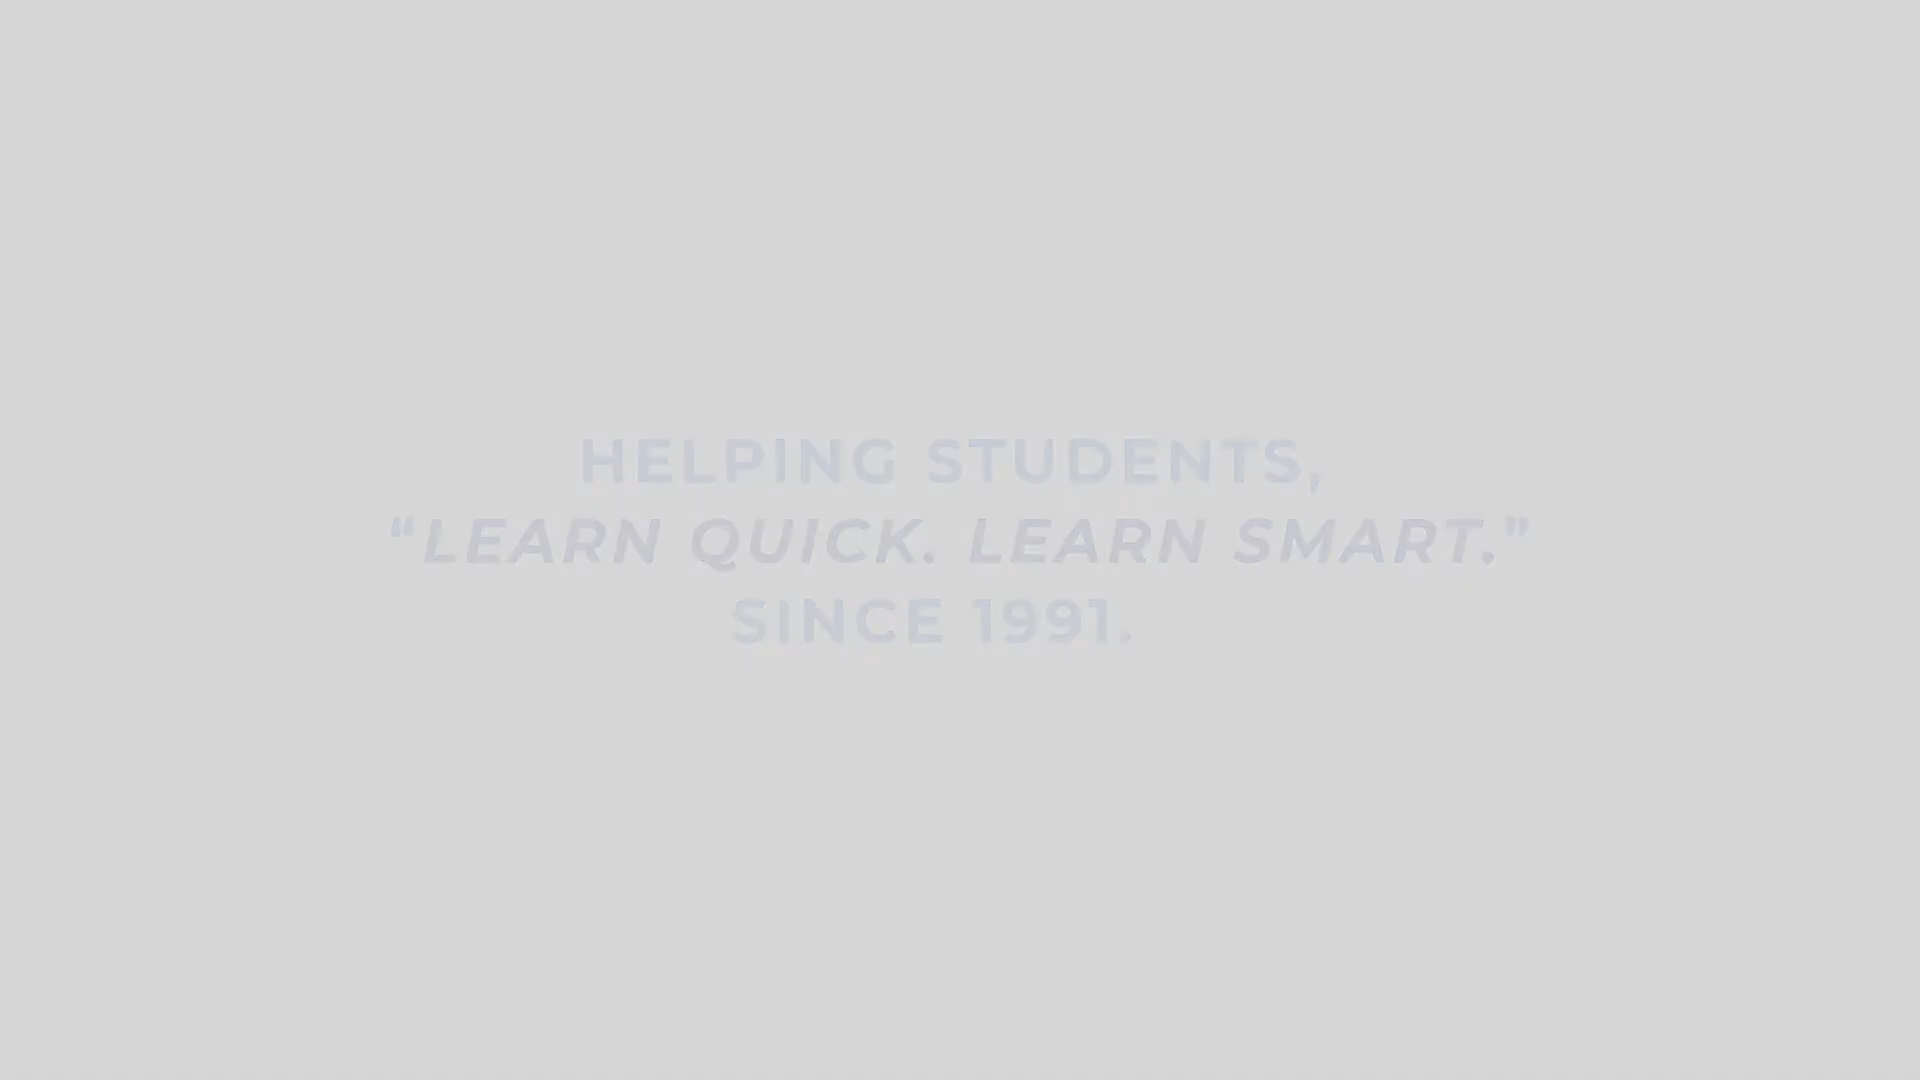 HELPING STUDENTS,
“LEARN QUICK. LEARN SMART.”
SINCE 1991.